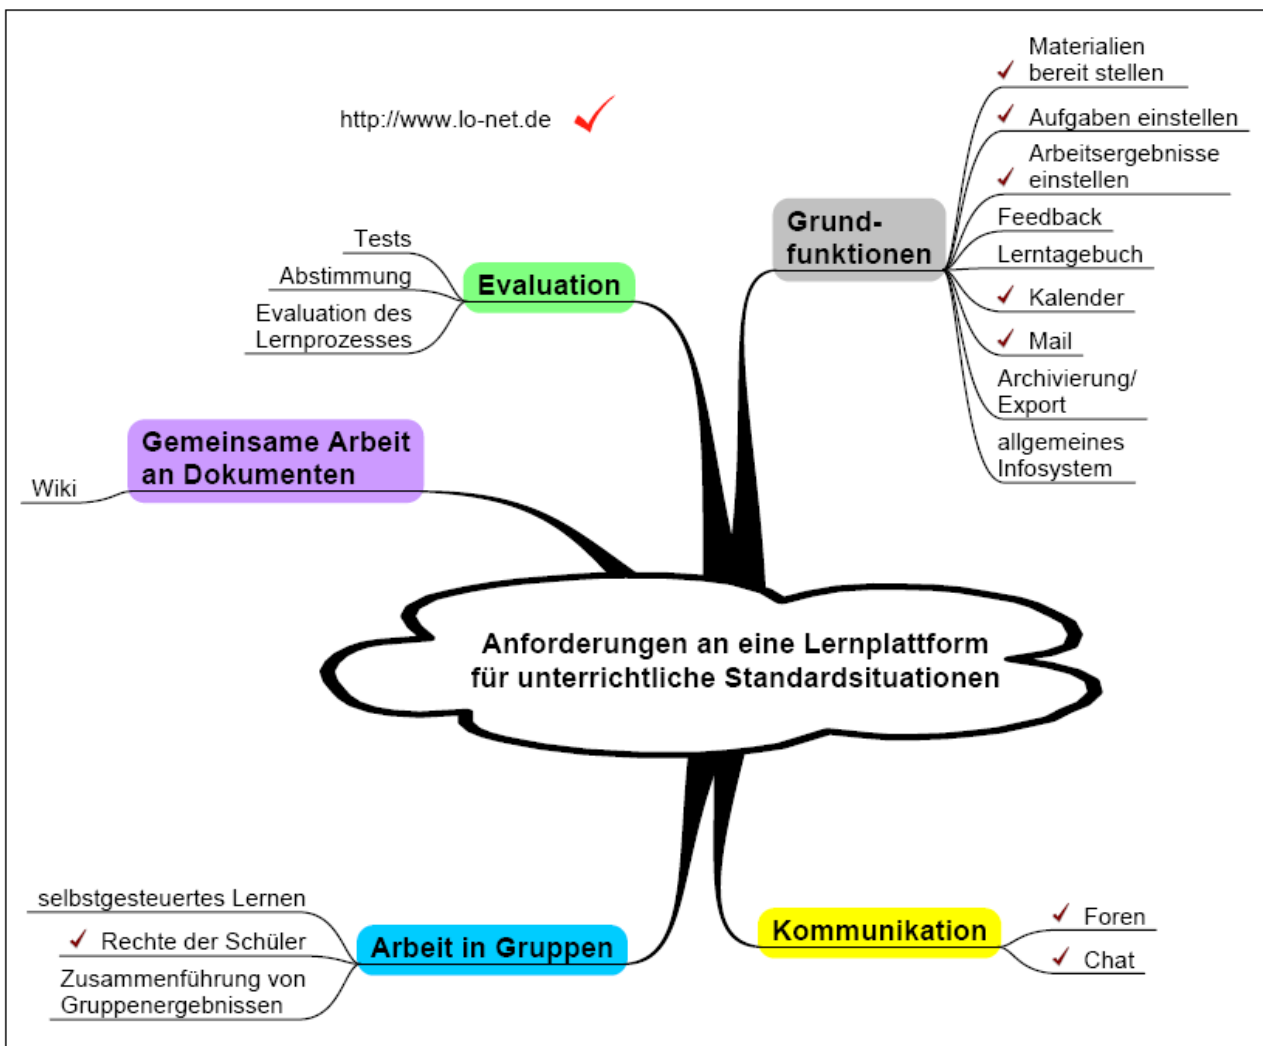 http://www.lo-net.de
Grund-
funktionen
Materialien
bereit stellen
Aufgaben einstellen
Arbeitsergebnisse
einstellen
Feedback
Lerntagebuch
Kalender
Mail
Archivierung/
Export
allgemeines
Infosystem
Evaluation
Tests
Abstimmung
Evaluation des
Lernprozesses
Gemeinsame Arbeit
an Dokumenten
Wiki
Anforderungen an eine Lernplattform
für unterrichtliche Standardsituationen
Arbeit in Gruppen
selbstgesteuertes Lernen
Rechte der Schüler
Zusammenführung von
Gruppenergebnissen
Kommunikation
Foren
Chat